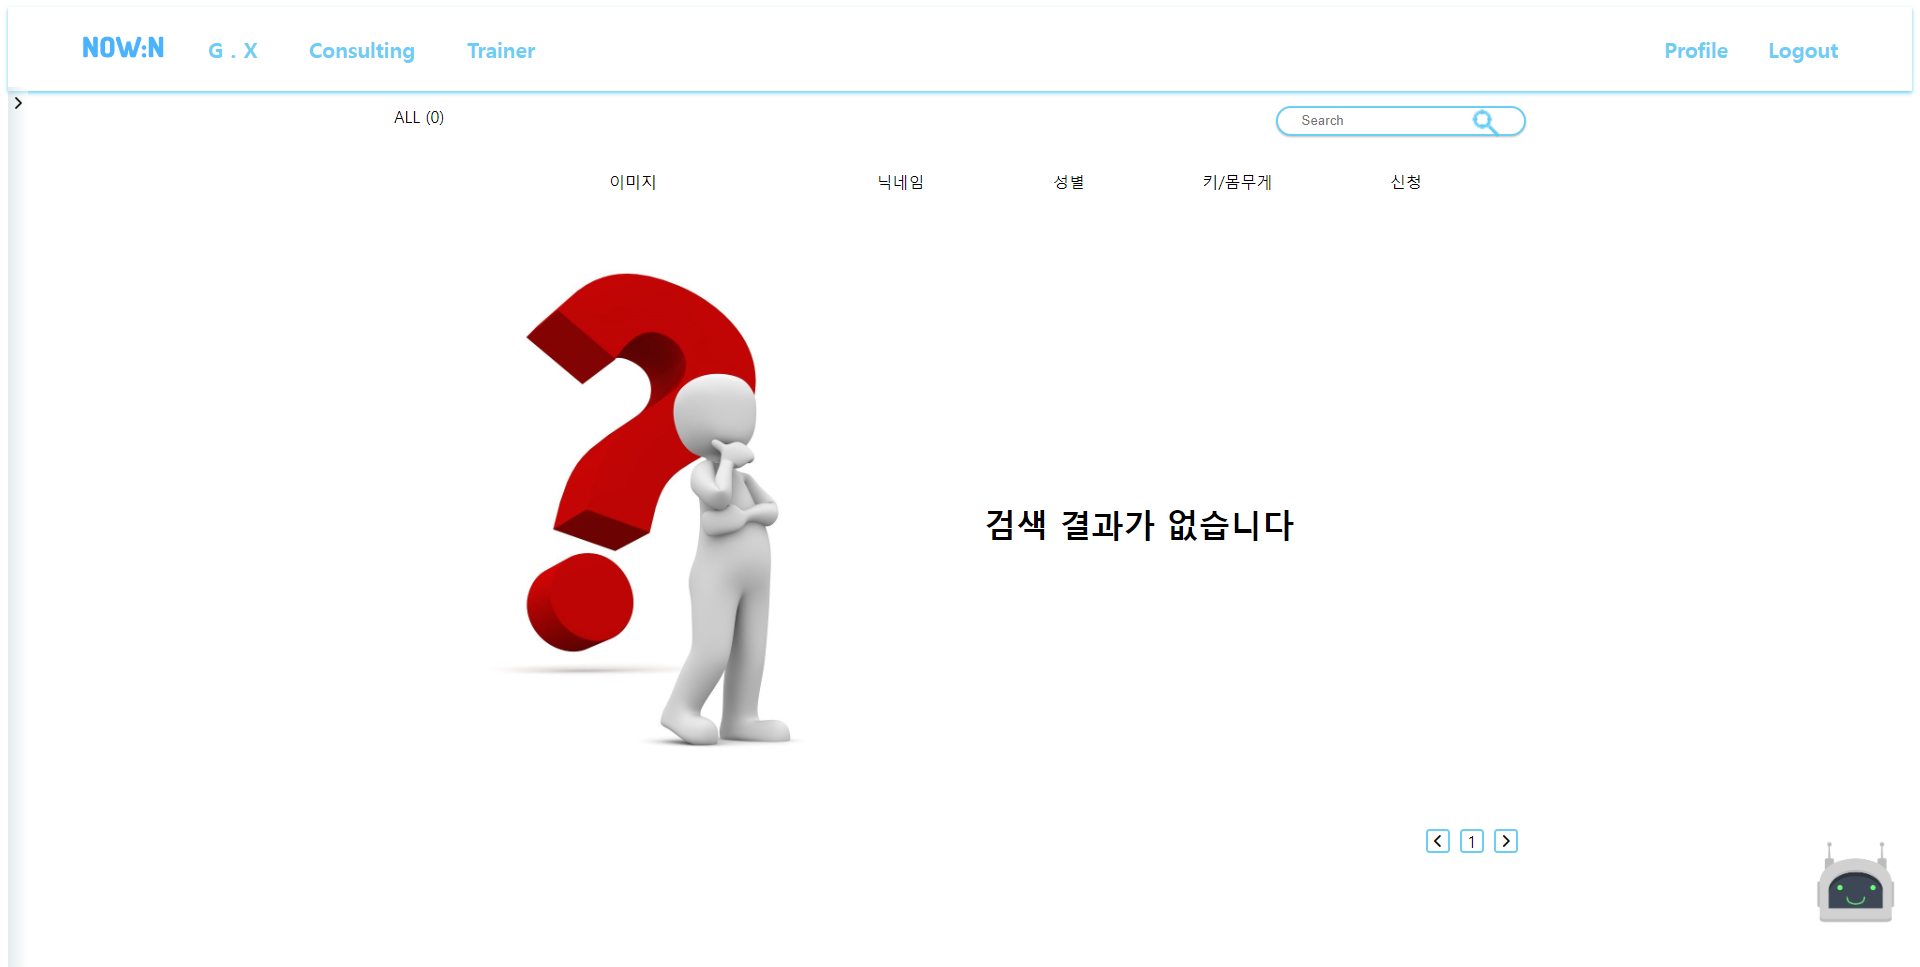 NOW:N G . X Consulting Trainer Profile Logout
ALL (0) Search
이미지 닉네임 성별 키/몸무게 신청
검색 결과가 없습니다
1